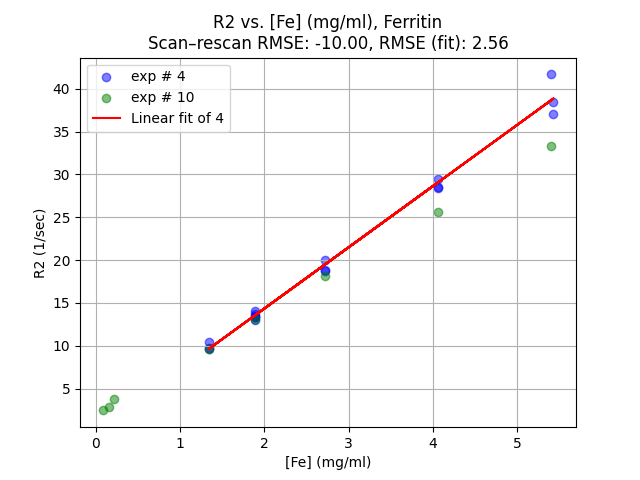 R2 vs. [Fe] (mg/ml), Ferritin
Scan–rescan RMSE: -10.00, RMSE (fit): 2.56
exp # 4
exp # 10
Linear fit of 4
40
35
30
25
20
15
10
5
R2 (1/sec)
0 1 2 3 4 5
[Fe] (mg/ml)